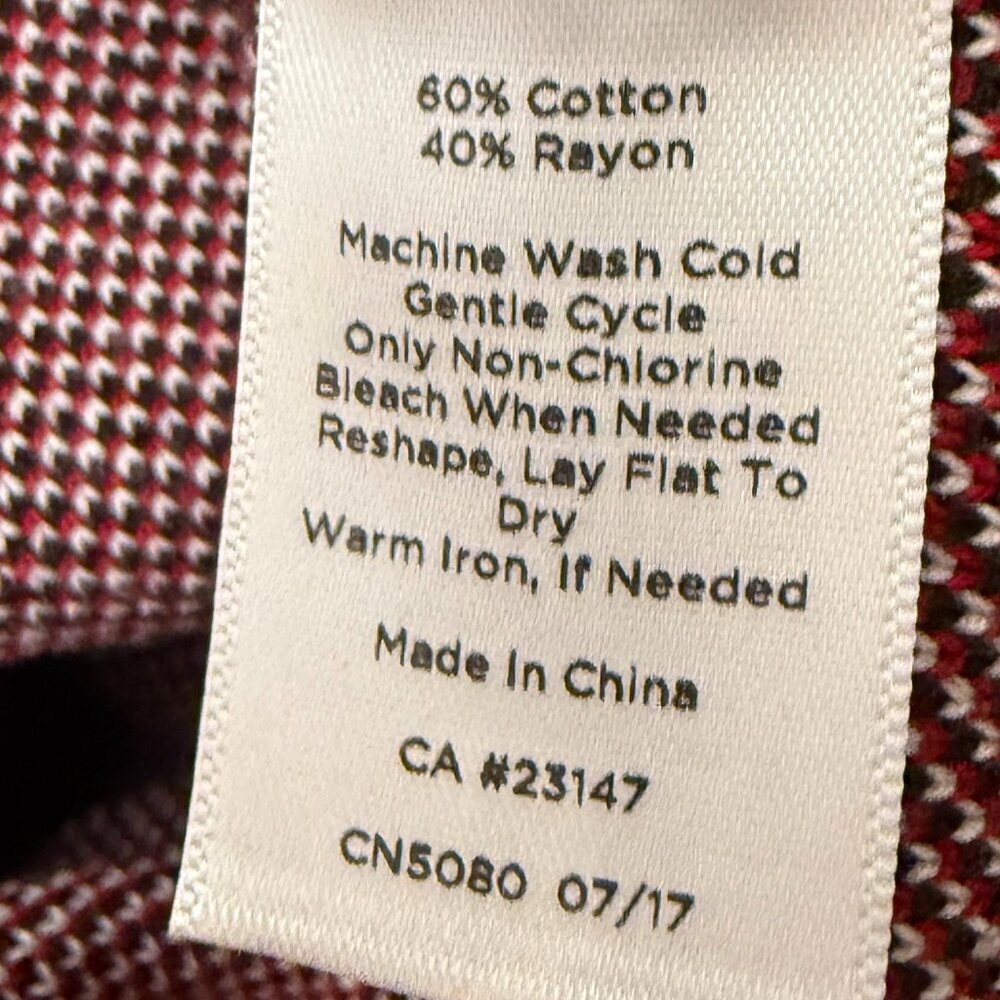 60% Cotton
40% Rayon
Machine Wash Cold
Gentle Cycle
Only Non-Chlorine
Bleach When Needed
Reshape, Lay Flat To
Dry
Warm Iron, If Needed
Made In China
CA #23147
CN5080 07/17